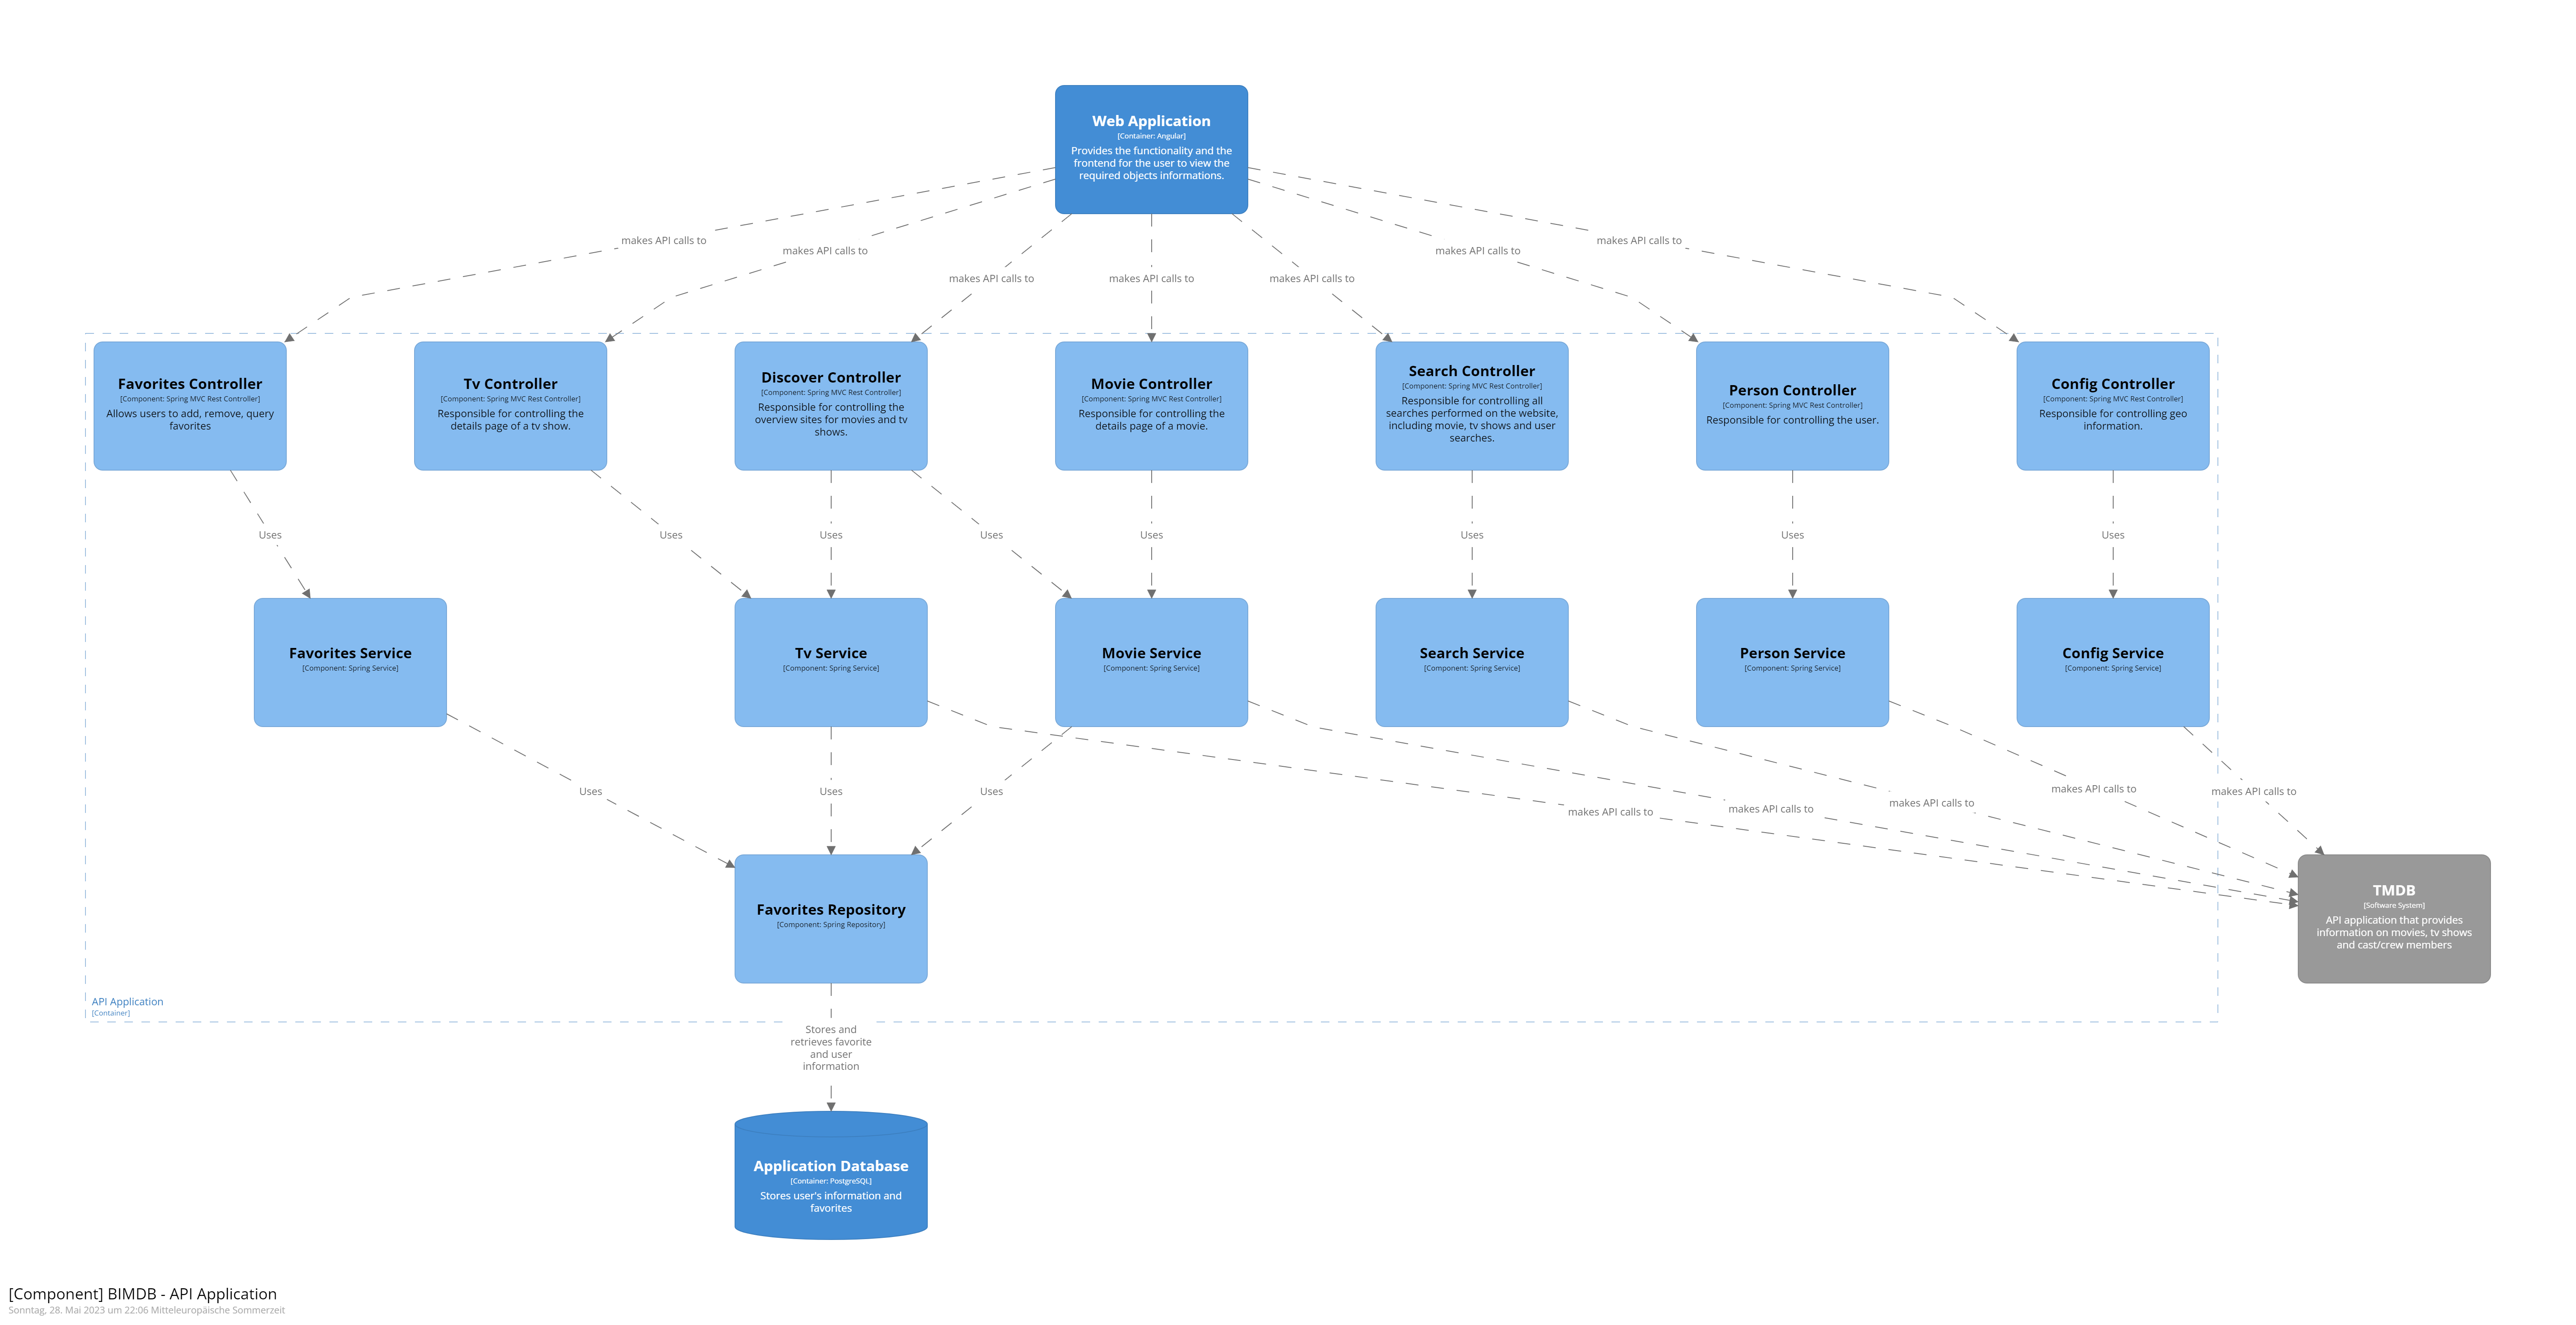 Web Application
[Container: Angular]
Provides the functionality and the
frontend for the user to view the
required objects informations.
makes API calls to
makes API calls to
makes API calls to
makes API calls to
makes API calls to
makes API calls to
makes API calls to
Favorites Controller
[Component: Spring MVC Rest Controller]
Allows users to add, remove, query
favorites
Tv Controller
[Component: Spring MVC Rest Controller]
Responsible for controlling the
details page of a tv show.
Discover Controller
[Component: Spring MVC Rest Controller]
Responsible for controlling the
overview sites for movies and tv
shows.
Movie Controller
[Component: Spring MVC Rest Controller]
Responsible for controlling the
details page of a movie.
Search Controller
[Component: Spring MVC Rest Controller]
Responsible for controlling all
searches performed on the website,
including movie, tv shows and user
searches.
Person Controller
[Component: Spring MVC Rest Controller]
Responsible for controlling the user.
Config Controller
[Component: Spring MVC Rest Controller]
Responsible for controlling geo
information.
Uses
Uses
Uses
Uses
Uses
Uses
Uses
Uses
Favorites Service
[Component: Spring Service]
Tv Service
[Component: Spring Service]
Movie Service
[Component: Spring Service]
Search Service
[Component: Spring Service]
Person Service
[Component: Spring Service]
Config Service
[Component: Spring Service]
Uses
Uses
Uses
makes API calls to
makes API calls to
makes API calls to
makes API calls to
makes API calls to
Favorites Repository
[Component: Spring Repository]
TMDB
[Software System]
API application that provides
information on movies, tv shows
and cast/crew members
API Application
[Container]
Stores and
retrieves favorite
and user
information
Application Database
[Container: PostgreSQL]
Stores user's information and
favorites
[Component] BIMDB - API Application
Sonntag, 28. Mai 2023 um 22:06 Mitteleuropäische Sommerzeit